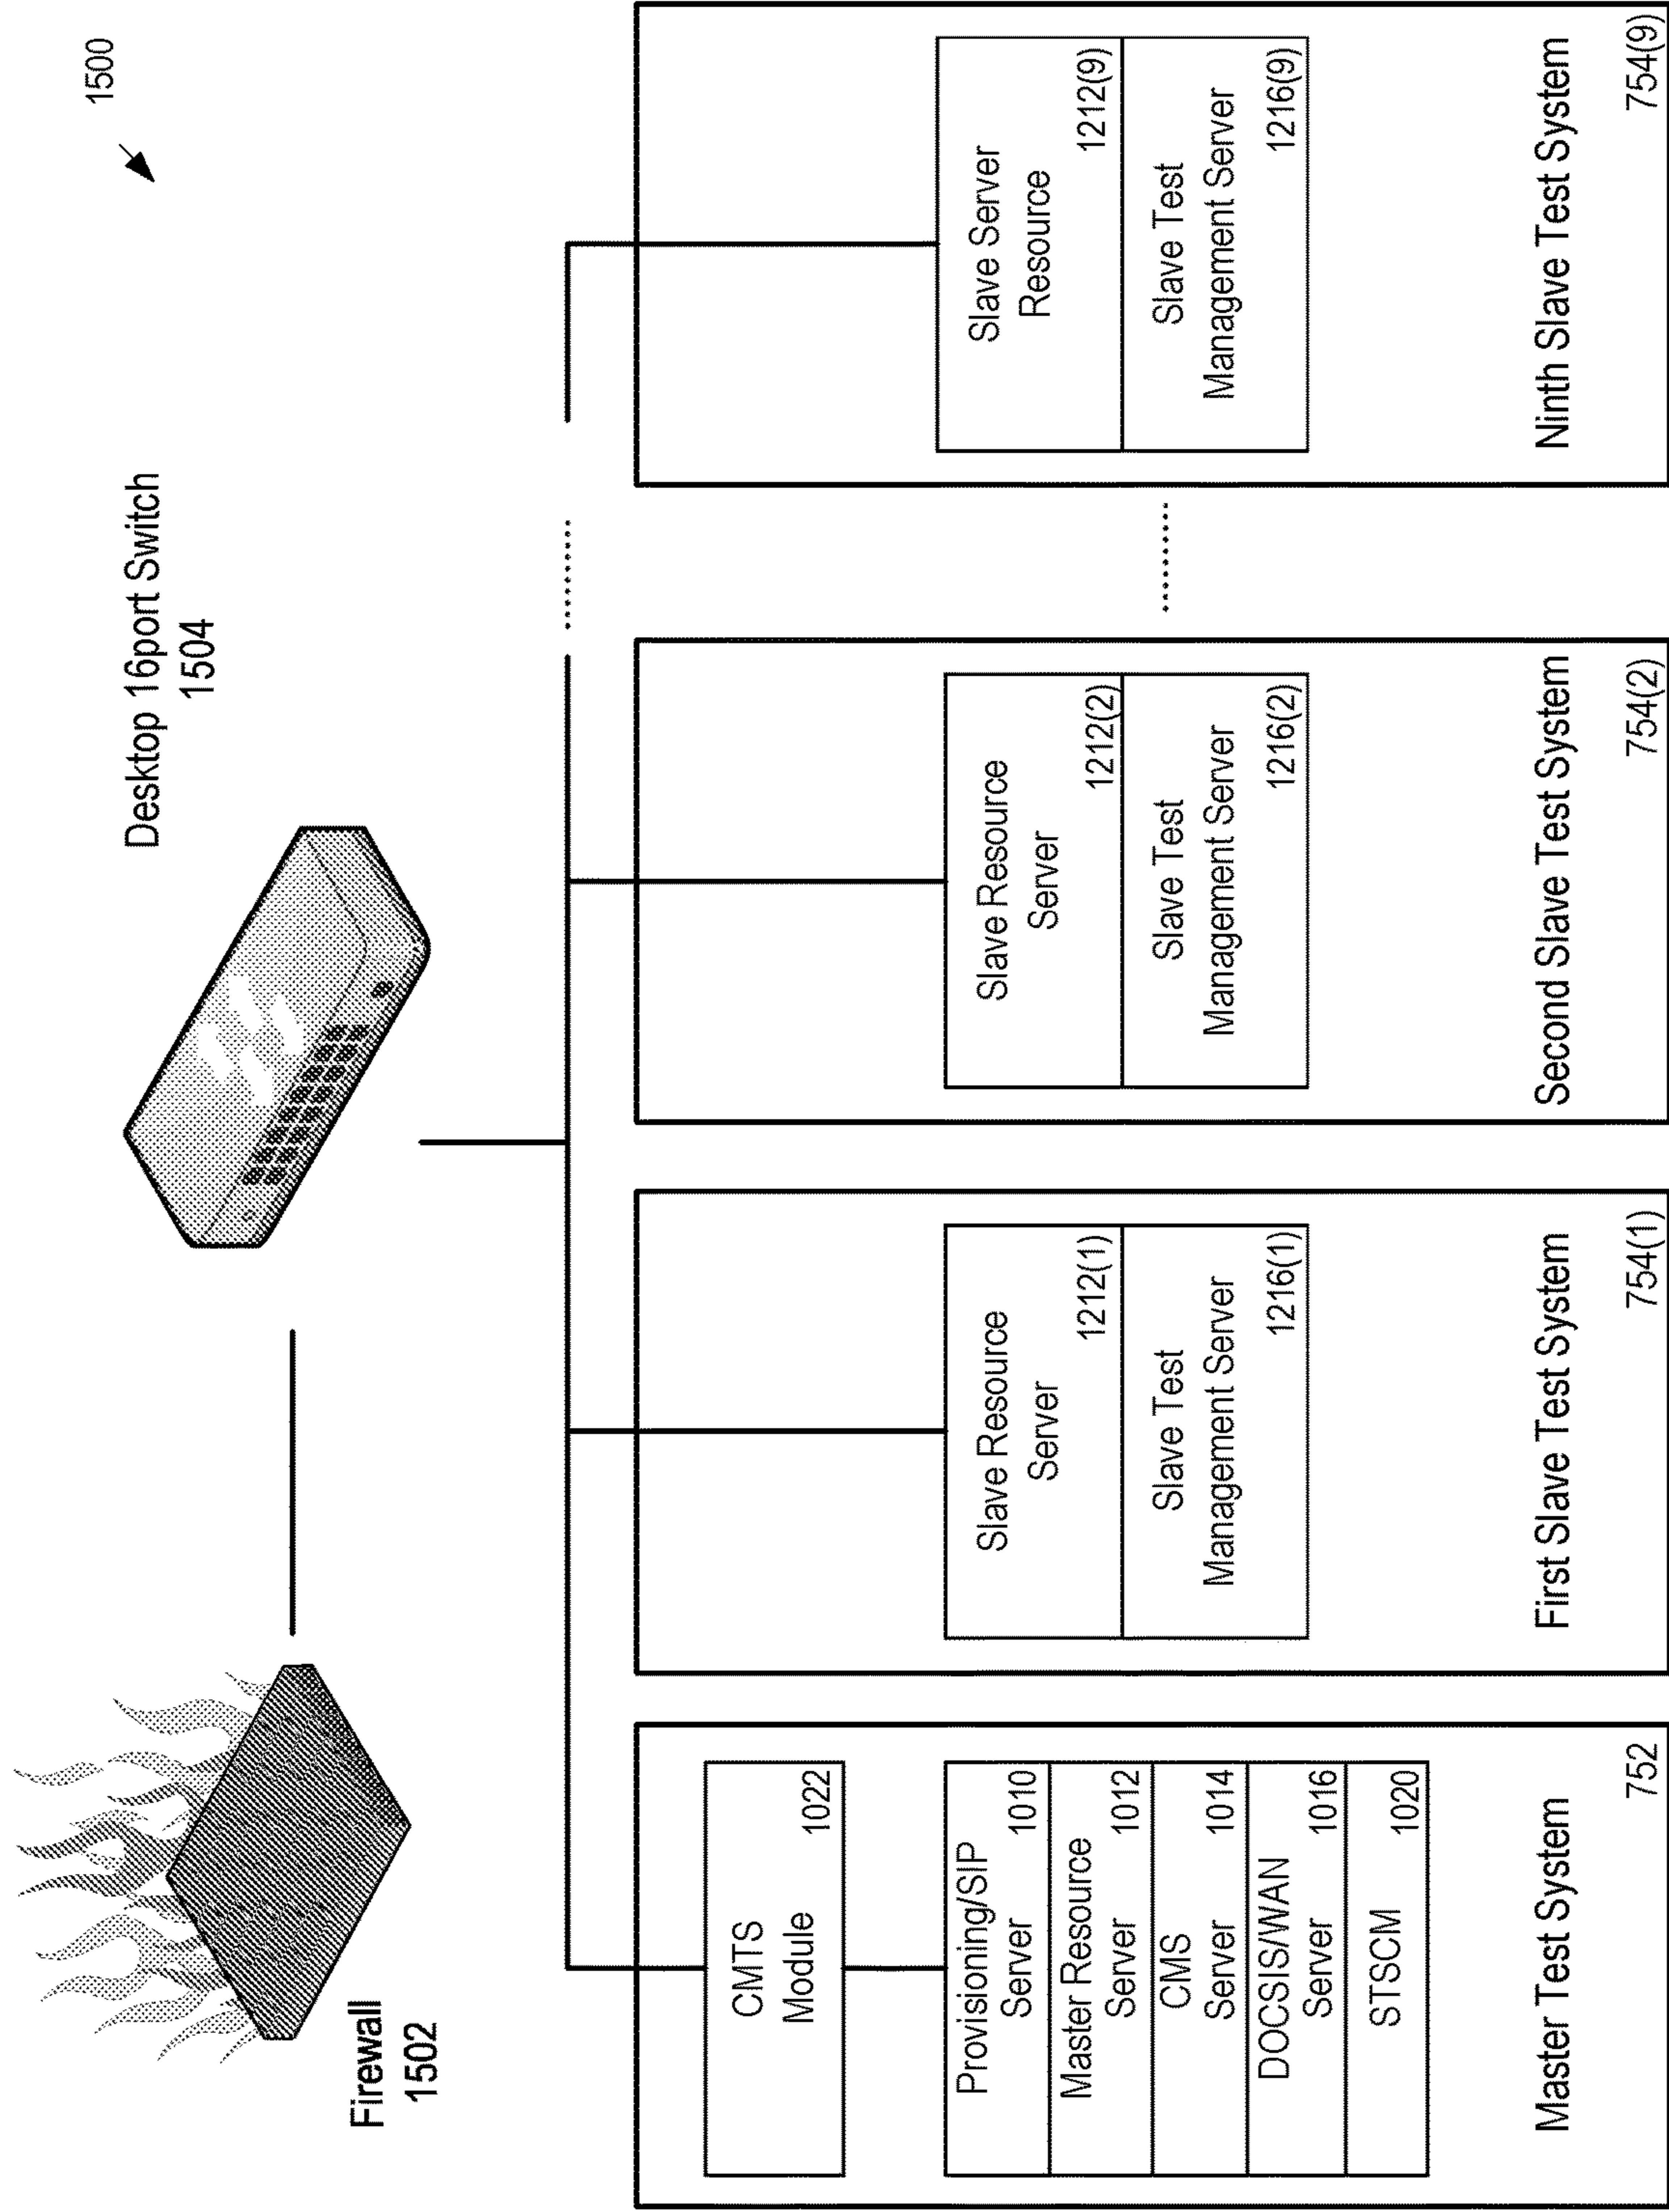 1500
Desktop 16port Switch
1504
Firewall
1502
CMTS
Module
1022
Provisioning/SIP
Server
1010
Master Resource
Server
1012
CMS
Server
1014
DOCSIS/WAN
Server
1016
STSCM
1020
Master Test System
752
Slave Resource
Server
1212(1)
Slave Test
Management Server
1216(1)
First Slave Test System
754(1)
Slave Resource
Server
1212(2)
Slave Test
Management Server
1216(2)
Second Slave Test System
754(2)
Slave Server
Resource
1212(9)
Slave Test
Management Server
1216(9)
Ninth Slave Test System
754(9)